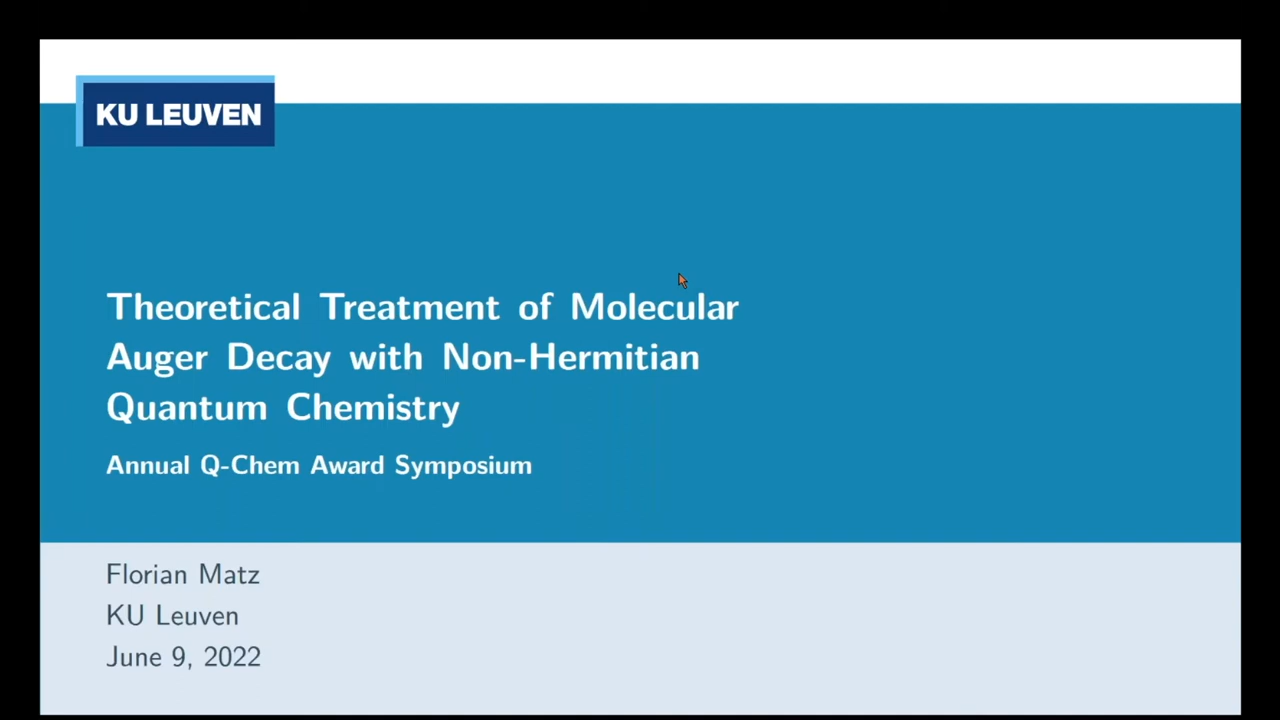 KU LEUVEN
Theoretical Treatment of Molecular
Auger Decay with Non-Hermitian
Quantum Chemistry
Annual Q-Chem Award Symposium
Florian Matz
KU Leuven
June 9, 2022